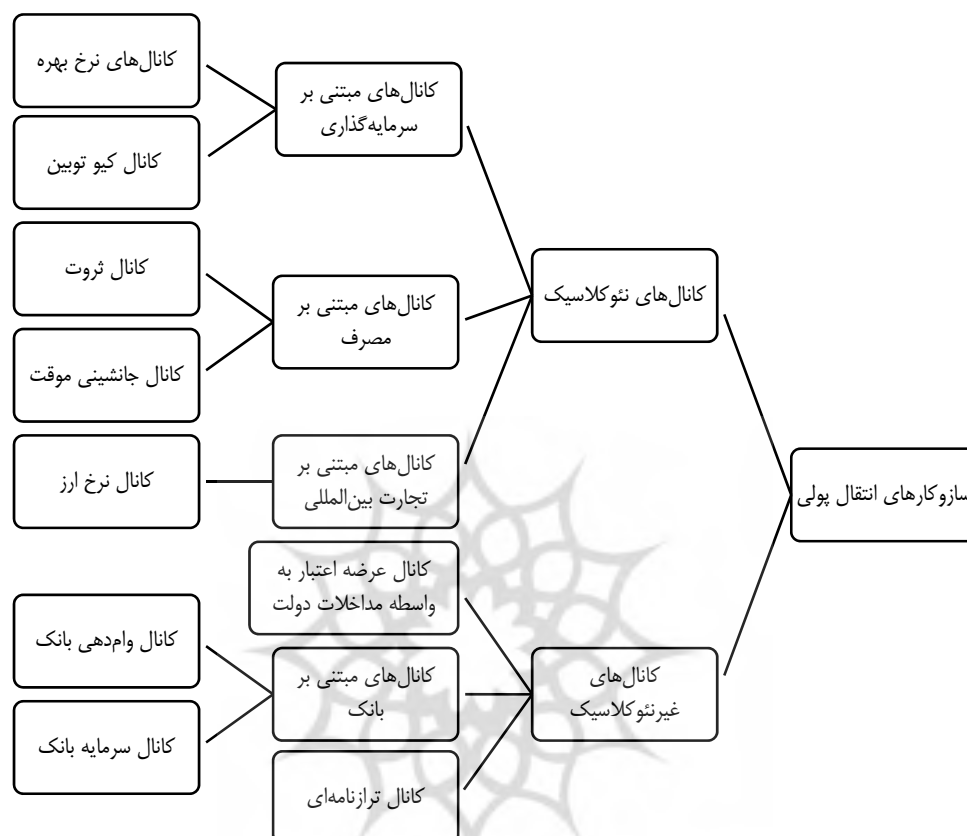 سازوکارهای انتقال پولی
کانال‌های نئوکلاسیک
کانال‌های مبتنی بر
سرمایه‌گذاری
کانال‌های نرخ بهره
کانال کیو توبین
کانال‌های مبتنی بر
مصرف
کانال ثروت
کانال جانشینی موقت
کانال‌های مبتنی بر
تجارت بین‌المللی
کانال نرخ ارز
کانال‌های
غیرنئوکلاسیک
کانال عرضه اعتبار به
واسطه مداخلات دولت
کانال‌های مبتنی بر
بانک
کانال وام‌دهی بانک
کانال سرمایه بانک
کانال ترازنامه‌ای